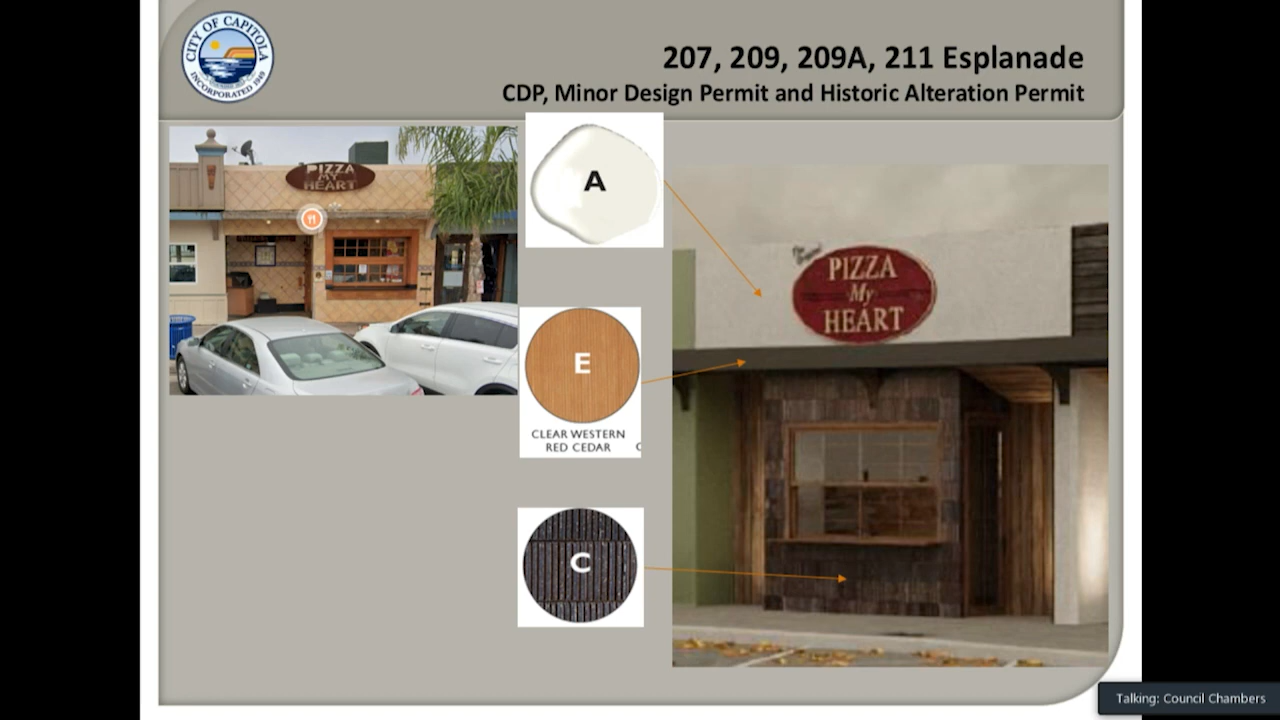 CITY OF CAPITOLA
INCORPORATED 1949
207, 209, 209A, 211 Esplanade
CDP, Minor Design Permit and Historic Alteration Permit
PIZZA
MY
HEART
A
E
CLEAR WESTERN
RED CEDAR
C
PIZZA
My
HEART
Talking: Council Chambers